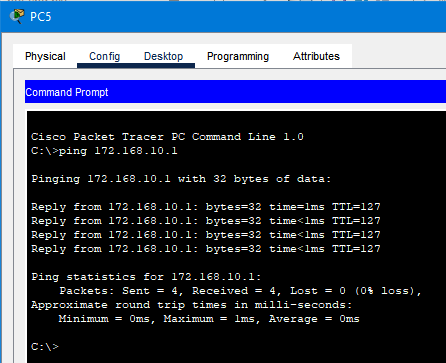 PC5
Physical Config Desktop Programming Attributes
Command Prompt
Cisco Packet Tracer PC Command Line 1.0
C:\>ping 172.168.10.1
Pinging 172.168.10.1 with 32 bytes of data:
Reply from 172.168.10.1: bytes=32 time=1ms TTL=127
Reply from 172.168.10.1: bytes=32 time<1ms TTL=127
Reply from 172.168.10.1: bytes=32 time<1ms TTL=127
Reply from 172.168.10.1: bytes=32 time<1ms TTL=127
Ping statistics for 172.168.10.1:
Packets: Sent = 4, Received = 4, Lost = 0 (0% loss),
Approximate round trip times in milli-seconds:
Minimum = 0ms, Maximum = 1ms, Average = 0ms
C:\>